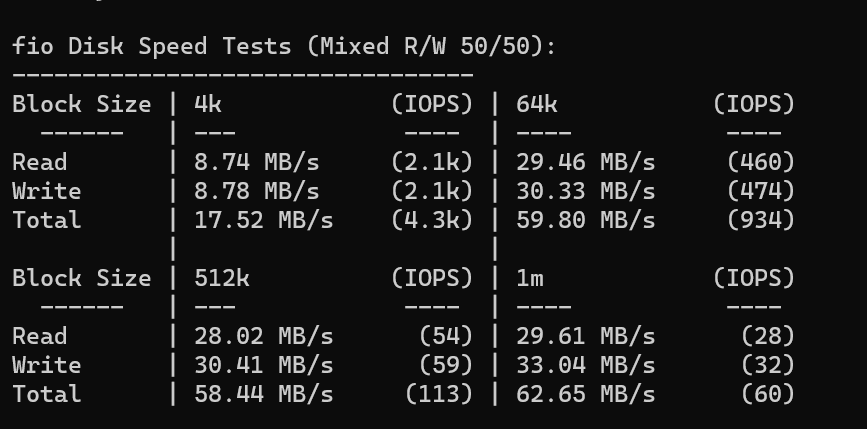 fio Disk Speed Tests (Mixed R/W 50/50):
---------------------------------
Block Size | 4k            (IOPS) | 64k           (IOPS)
  ------   | ---            ----  | ----           ----
Read       | 8.74 MB/s     (2.1k) | 29.46 MB/s     (460)
Write      | 8.78 MB/s     (2.1k) | 30.33 MB/s     (474)
Total      | 17.52 MB/s    (4.3k) | 59.80 MB/s     (934)
           |                      |
Block Size | 512k          (IOPS) | 1m            (IOPS)
  ------   | ---            ----  | ----           ----
Read       | 28.02 MB/s      (54) | 29.61 MB/s      (28)
Write      | 30.41 MB/s      (59) | 33.04 MB/s      (32)
Total      | 58.44 MB/s     (113) | 62.65 MB/s      (60)